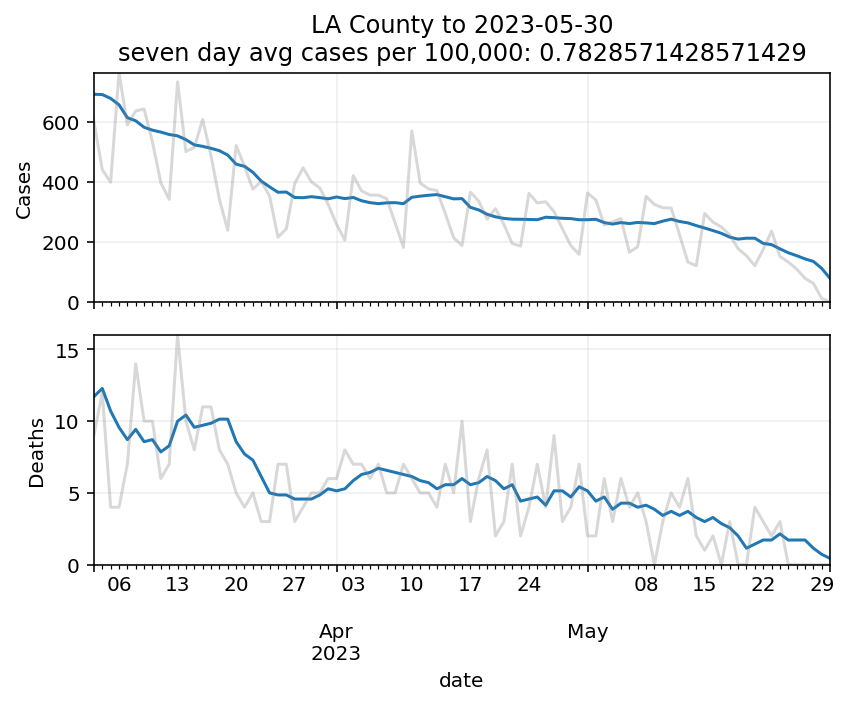 LA County to 2023-05-30
seven day avg cases per 100,000: 0.7828571428571429
600
400
200
0
Cases
15
10
5
0
Deaths
06 13 20 27 03 10 17 24 08 15 22 29
Apr May
2023
date